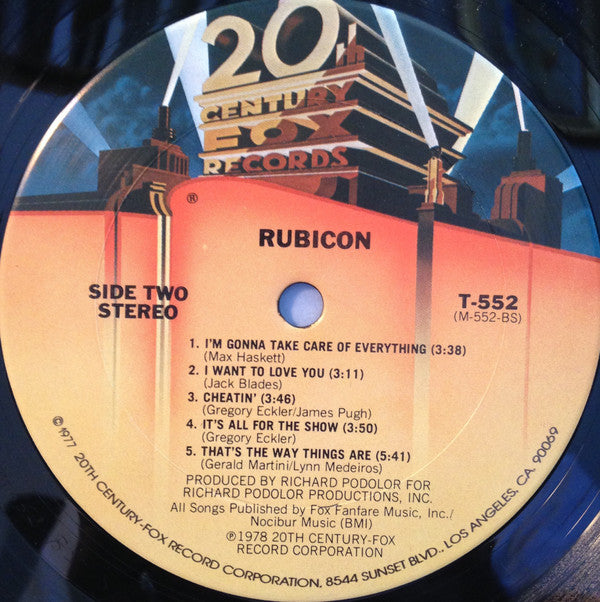 20th
CENTURY
FOX
RECORDS
®
RUBICON
SIDE TWO
STEREO
T-552
(M-552-BS)
1. I'M GONNA TAKE CARE OF EVERYTHING (3:38)
(Max Haskett)
2. I WANT TO LOVE YOU (3:11)
(Jack Blades)
3. CHEATIN' (3:46)
(Gregory Eckler/James Pugh)
4. IT'S ALL FOR THE SHOW (3:50)
(Gregory Eckler)
5. THAT'S THE WAY THINGS ARE (5:41)
(Gerald Martini/Lynn Medeiros)
PRODUCED BY RICHARD PODOLOR FOR
RICHARD PODOLOR PRODUCTIONS, INC.
All Songs Published by Fox Fanfare Music, Inc./
Nocibur Music (BMI)
℗ 1978 20TH CENTURY-FOX
RECORD CORPORATION
© 1977 20TH CENTURY-FOX RECORD CORPORATION, 8544 SUNSET BLVD., LOS ANGELES, CA. 90069